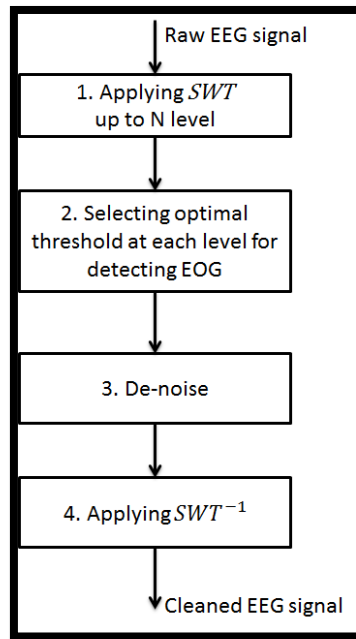 Raw EEG signal
1. Applying SWT
up to N level
2. Selecting optimal
threshold at each level for
detecting EOG
3. De-noise
4. Applying SWT⁻¹
Cleaned EEG signal